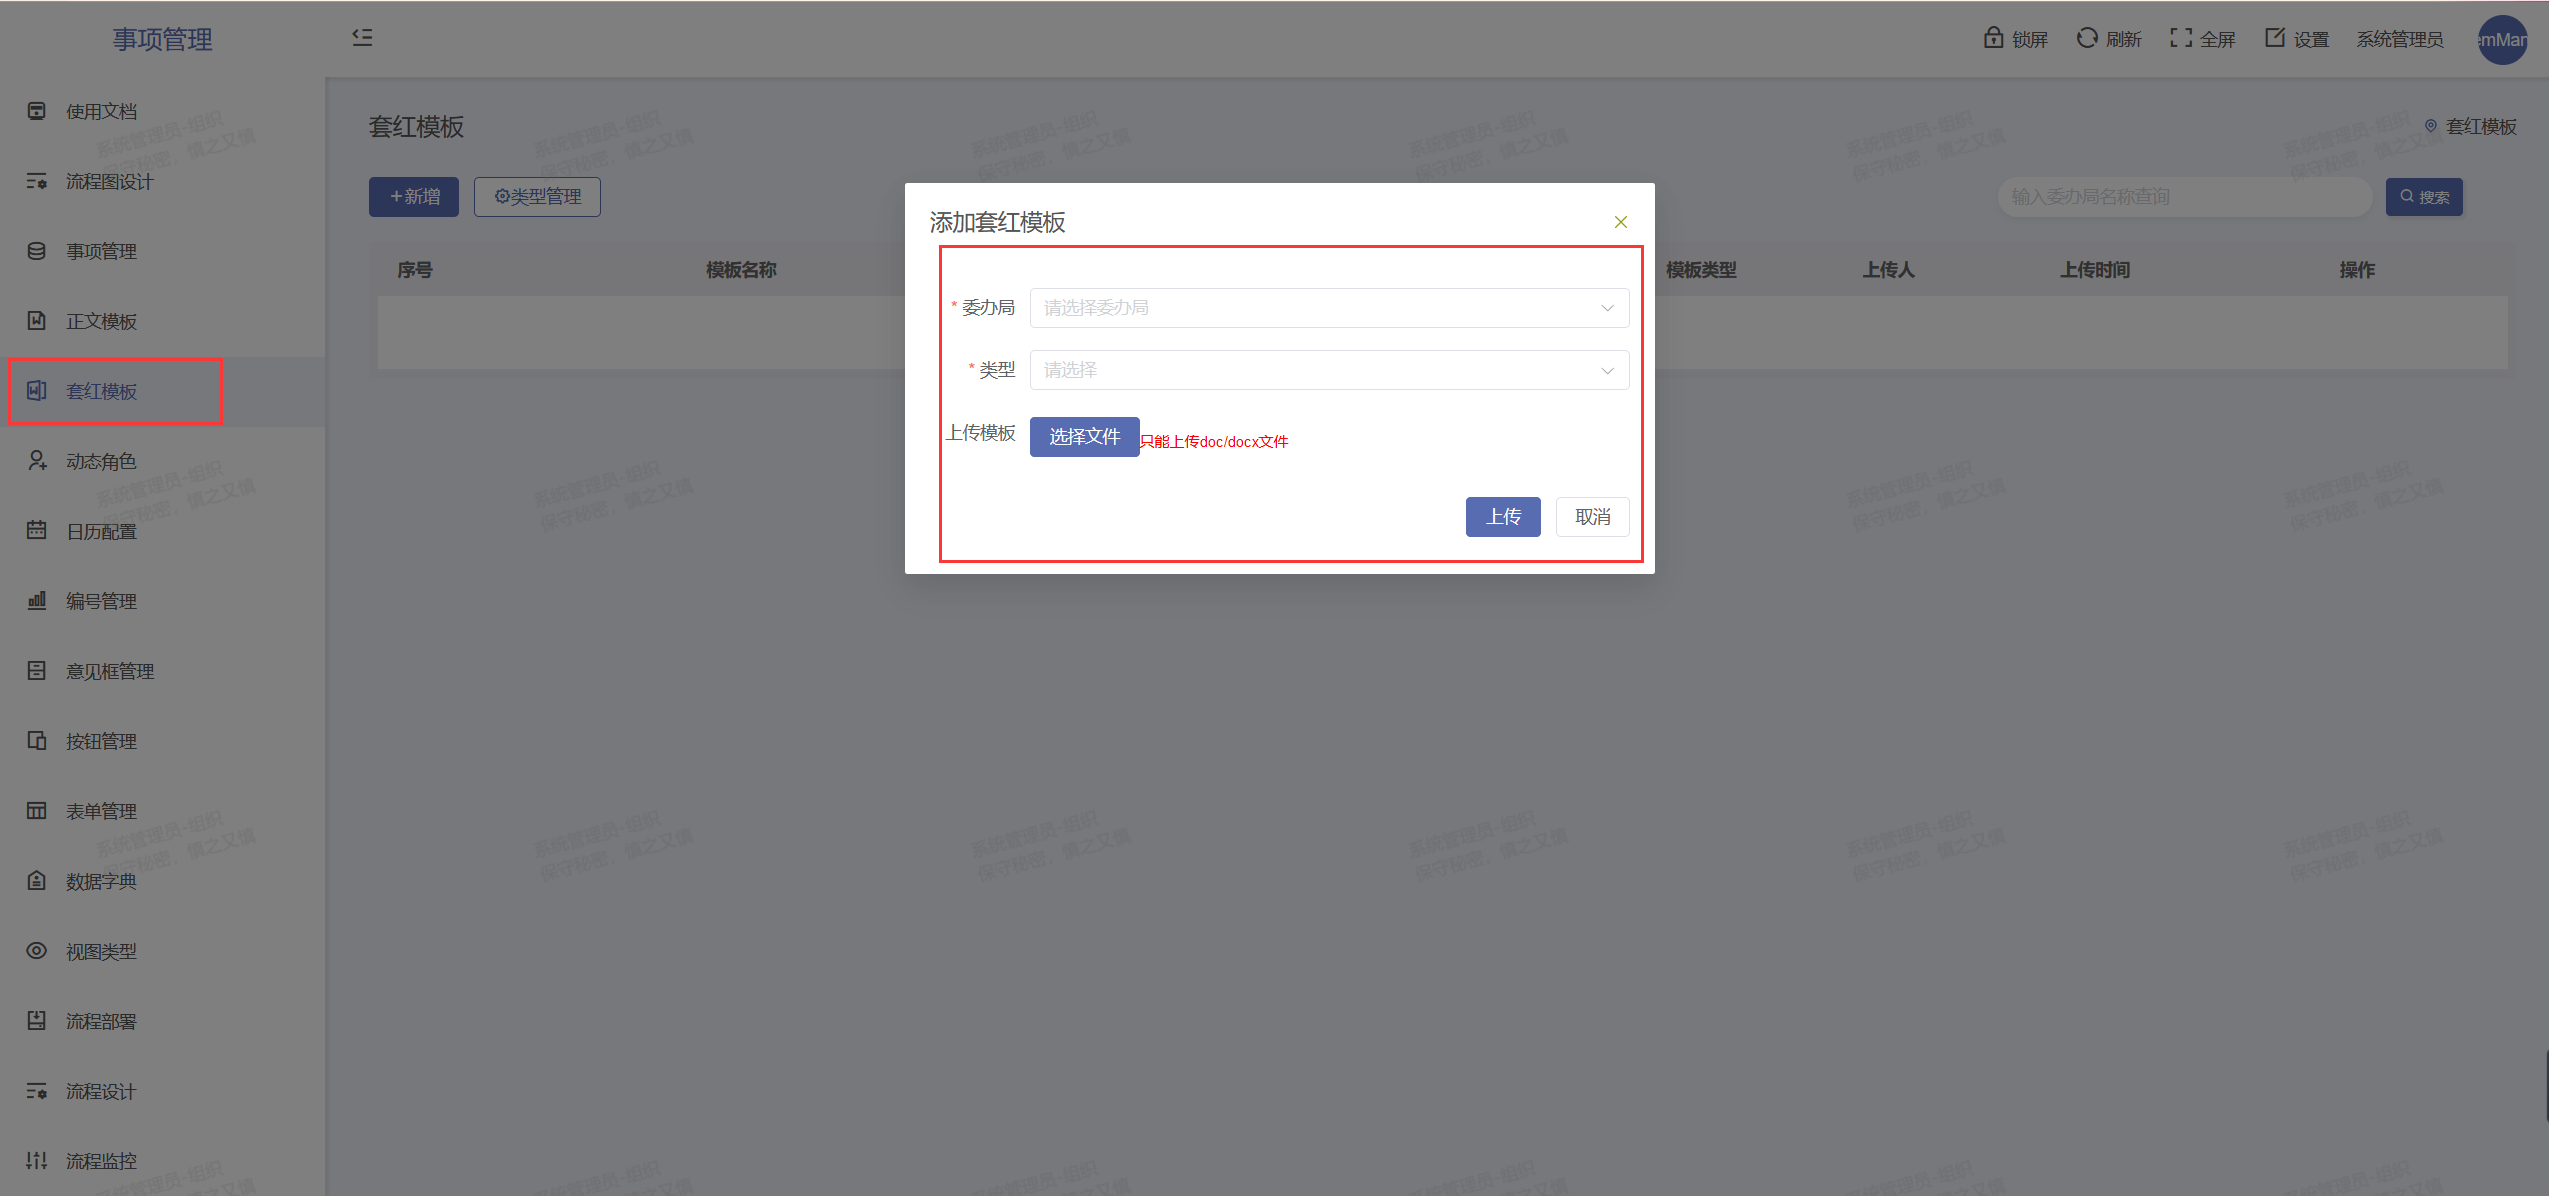 事项管理
锁屏
刷新
全屏
设置
系统管理员
emMan
使用文档
流程图设计
事项管理
正文模板
套红模板
动态角色
日历配置
编号管理
意见框管理
按钮管理
表单管理
数据字典
视图类型
流程部署
流程设计
流程监控
套红模板
套红模板
+新增
类型管理
输入委办局名称查询
搜索
序号
模板名称
模板类型
上传人
上传时间
操作
添加套红模板
* 委办局
请选择委办局
* 类型
请选择
上传模板
选择文件
只能上传doc/docx文件
上传
取消
系统管理员-组织
保守秘密，慎之又慎